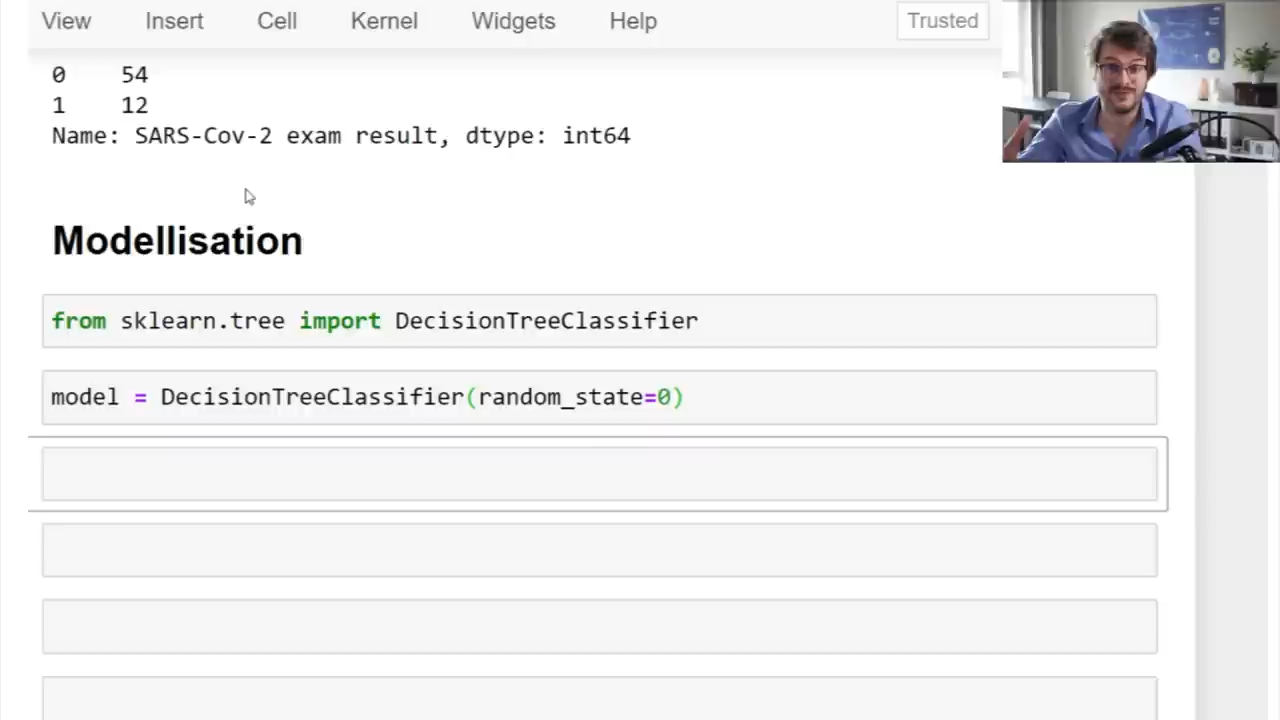 View Insert Cell Kernel Widgets Help Trusted
0    54
1    12
Name: SARS-Cov-2 exam result, dtype: int64
Modellisation
from sklearn.tree import DecisionTreeClassifier
model = DecisionTreeClassifier(random_state=0)